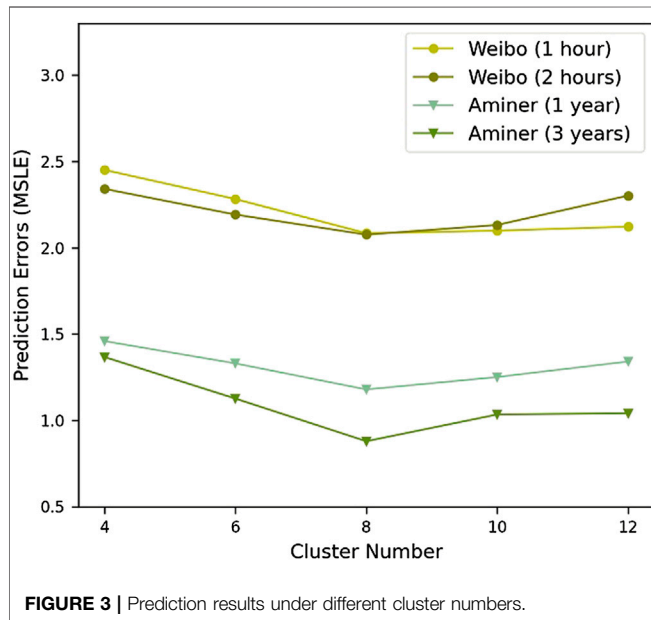 Weibo (1 hour)
Weibo (2 hours)
Aminer (1 year)
Aminer (3 years)
3.0
2.5
2.0
1.5
1.0
0.5
Prediction Errors (MSLE)
4 6 8 10 12
Cluster Number
FIGURE 3 | Prediction results under different cluster numbers.